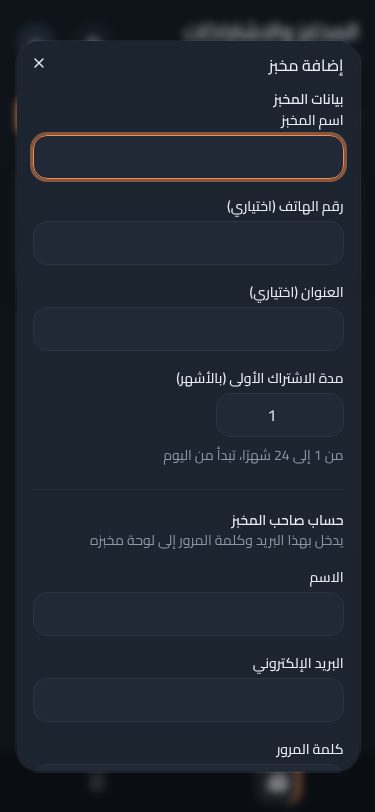 المخابز والاشتراكات
إضافة مخبز
بيانات المخبز
اسم المخبز
رقم الهاتف (اختياري)
العنوان (اختياري)
مدة الاشتراك الأولى (بالأشهر)
1
من 1 إلى 24 شهرًا، تبدأ من اليوم
حساب صاحب المخبز
يدخل بهذا البريد وكلمة المرور إلى لوحة مخبزه
الاسم
البريد الإلكتروني
كلمة المرور